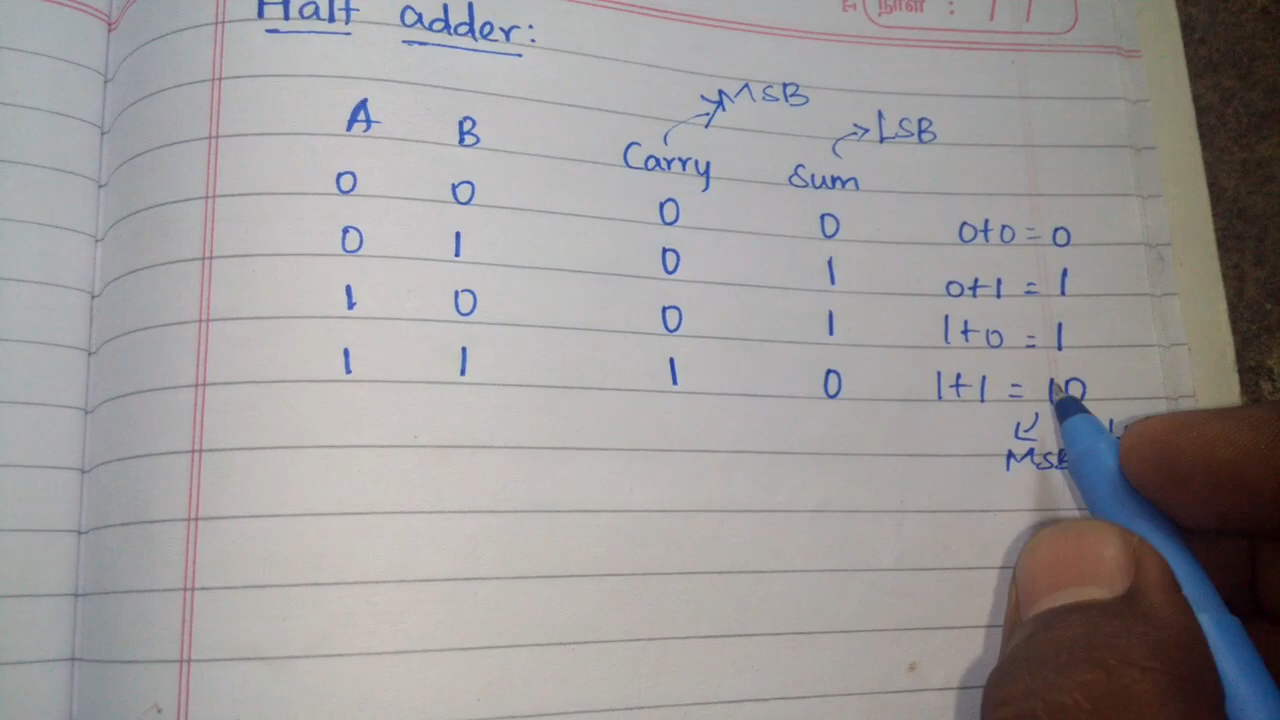 Half adder:
நாள் :
A B Carry →MSB Sum →LSB
0 0 0 0 0+0=0
0 1 0 1 0+1 = 1
1 0 0 1 1+0 = 1
1 1 1 0 1+1 = 10
MSB